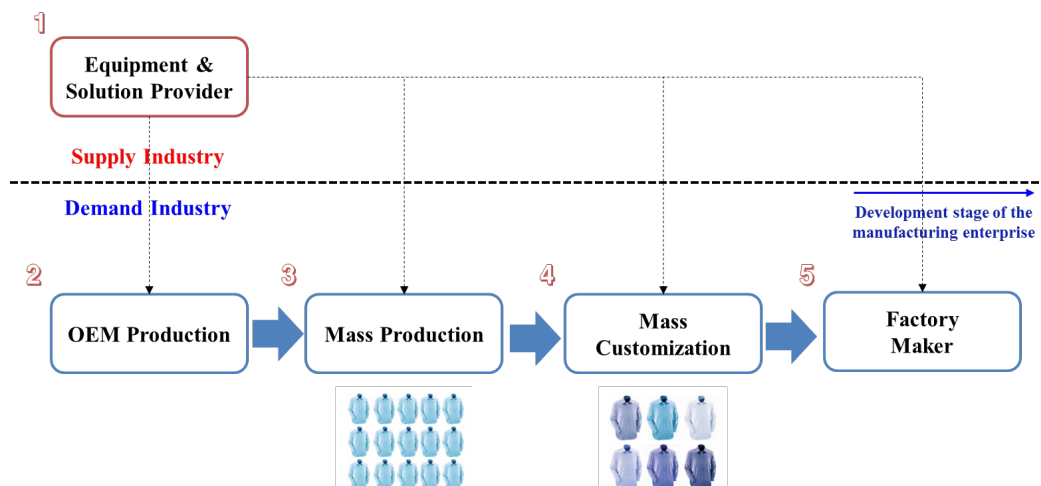 1
Equipment &
Solution Provider
Supply Industry
Demand Industry
Development stage of the
manufacturing enterprise
2
OEM Production
3
Mass Production
4
Mass
Customization
5
Factory
Maker